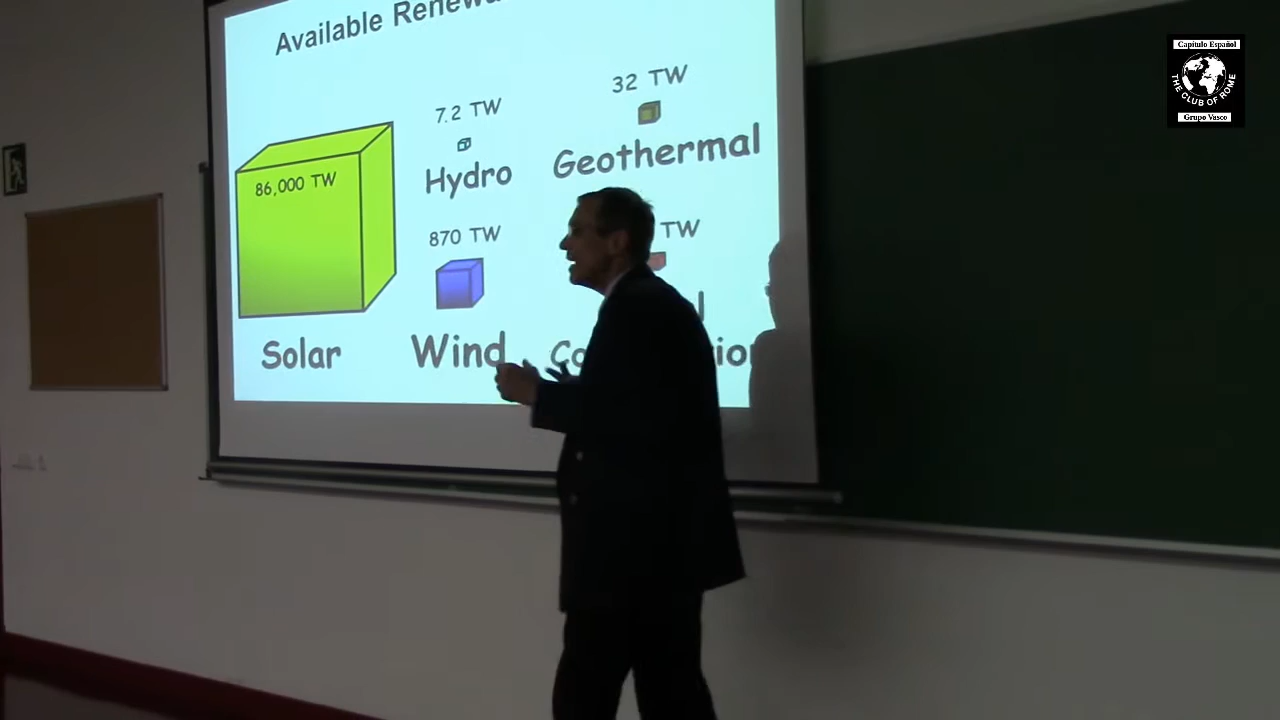 Available
32 TW
7.2 TW
Geothermal
Hydro
86,000 TW
870 TW
TW
Solar
Wind
Capítulo Español
THE CLUB OF ROME
Grupo Vasco